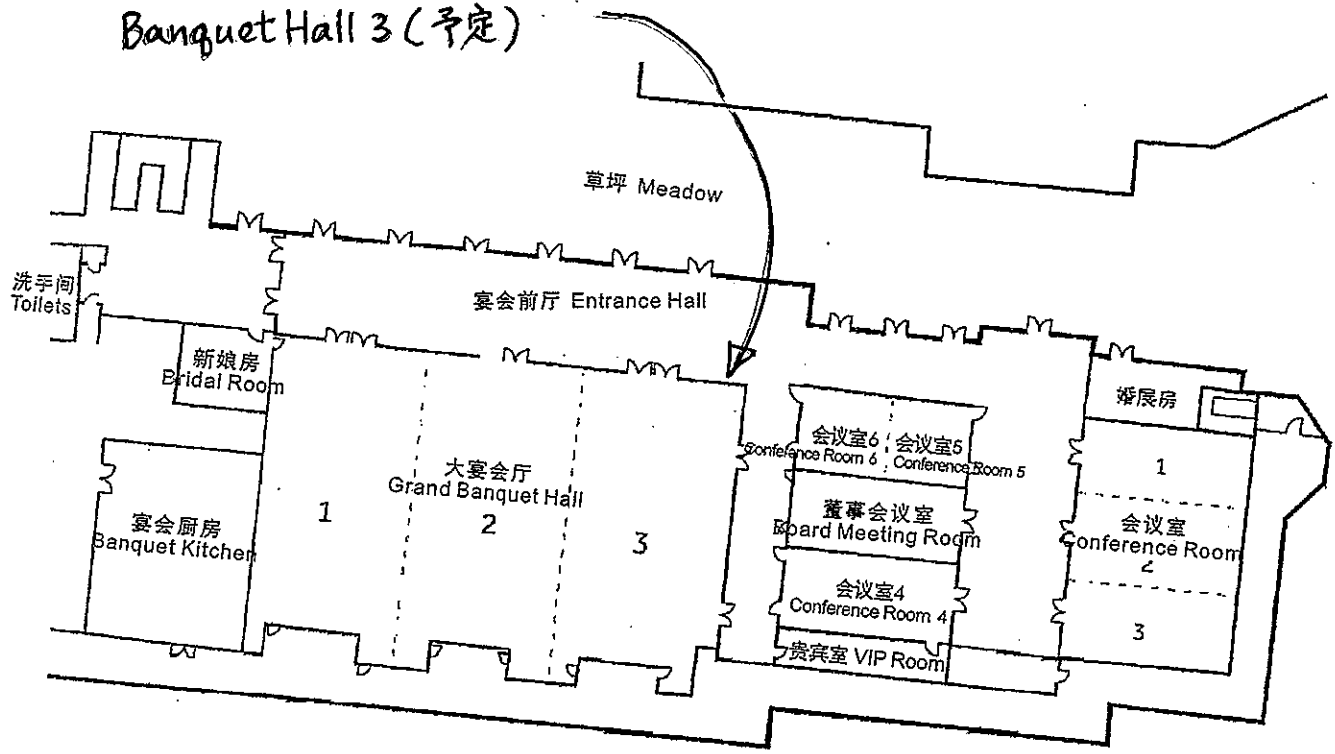 Banquet Hall 3 (予定)
草坪 Meadow
洗手间
Toilets
宴会前厅 Entrance Hall
新娘房
Bridal Room
婚展房
会议室6
Conference Room 6
会议室5
Conference Room 5
大宴会厅
Grand Banquet Hall
1
2
3
宴会厨房
Banquet Kitchen
董事会议室
Board Meeting Room
会议室4
Conference Room 4
贵宾室 VIP Room
1
会议室
Conference Room
2
3